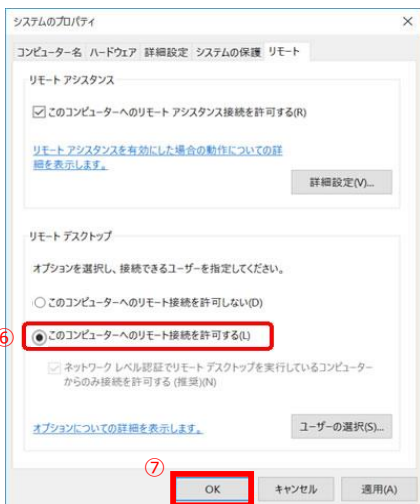 システムのプロパティ
コンピューター名 ハードウェア 詳細設定 システムの保護 リモート
リモート アシスタンス
このコンピューターへのリモート アシスタンス接続を許可する(R)
リモート アシスタンスを有効にした場合の動作についての詳
細を表示します。
詳細設定(V)...
リモート デスクトップ
オプションを選択し、接続できるユーザーを指定してください。
このコンピューターへのリモート接続を許可しない(D)
⑥ このコンピューターへのリモート接続を許可する(L)
ネットワーク レベル認証でリモート デスクトップを実行しているコンピューター
からのみ接続を許可する (推奨)(N)
オプションについての詳細を表示します。
ユーザーの選択(S)...
⑦
OK キャンセル 適用(A)